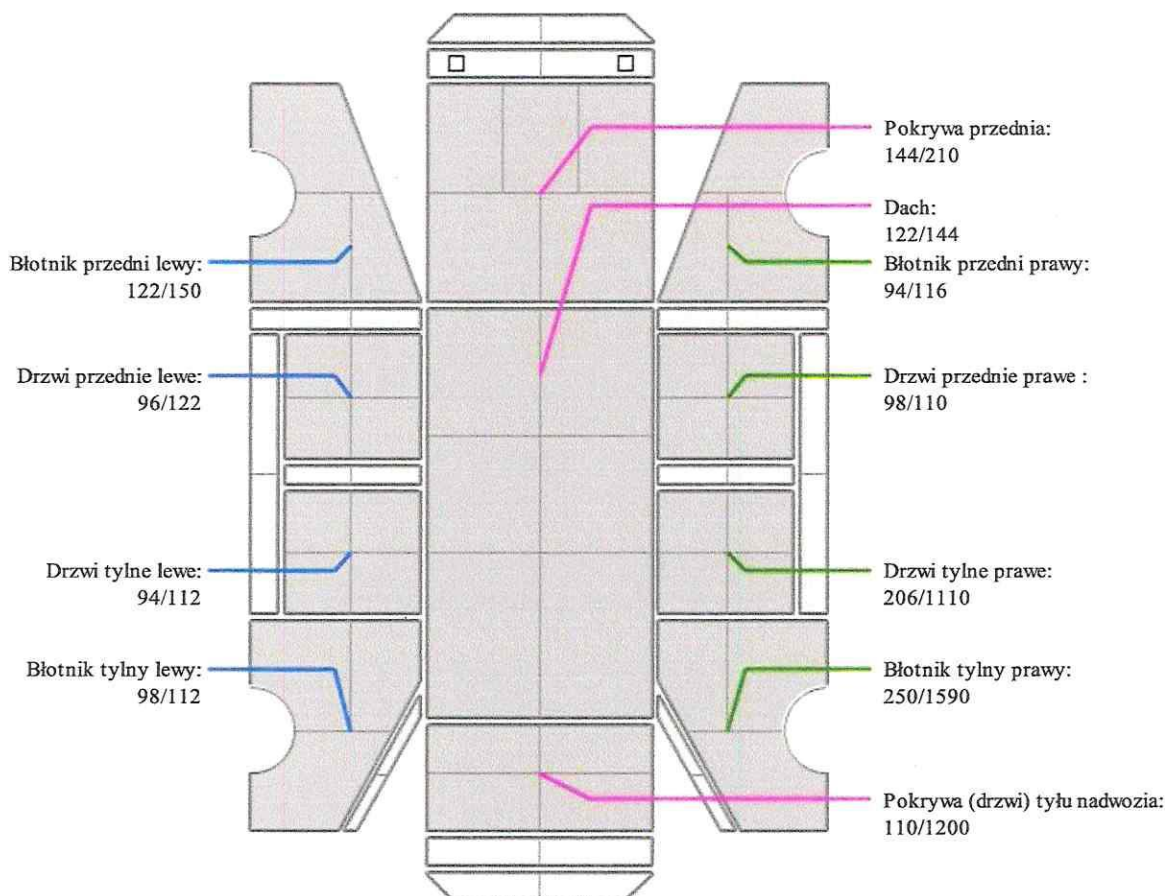 Pokrywa przednia:
144/210
Dach:
122/144
Błotnik przedni lewy:
122/150
Błotnik przedni prawy:
94/116
Drzwi przednie lewe:
96/122
Drzwi przednie prawe :
98/110
Drzwi tylne lewe:
94/112
Drzwi tylne prawe:
206/1110
Błotnik tylny lewy:
98/112
Błotnik tylny prawy:
250/1590
Pokrywa (drzwi) tyłu nadwozia:
110/1200